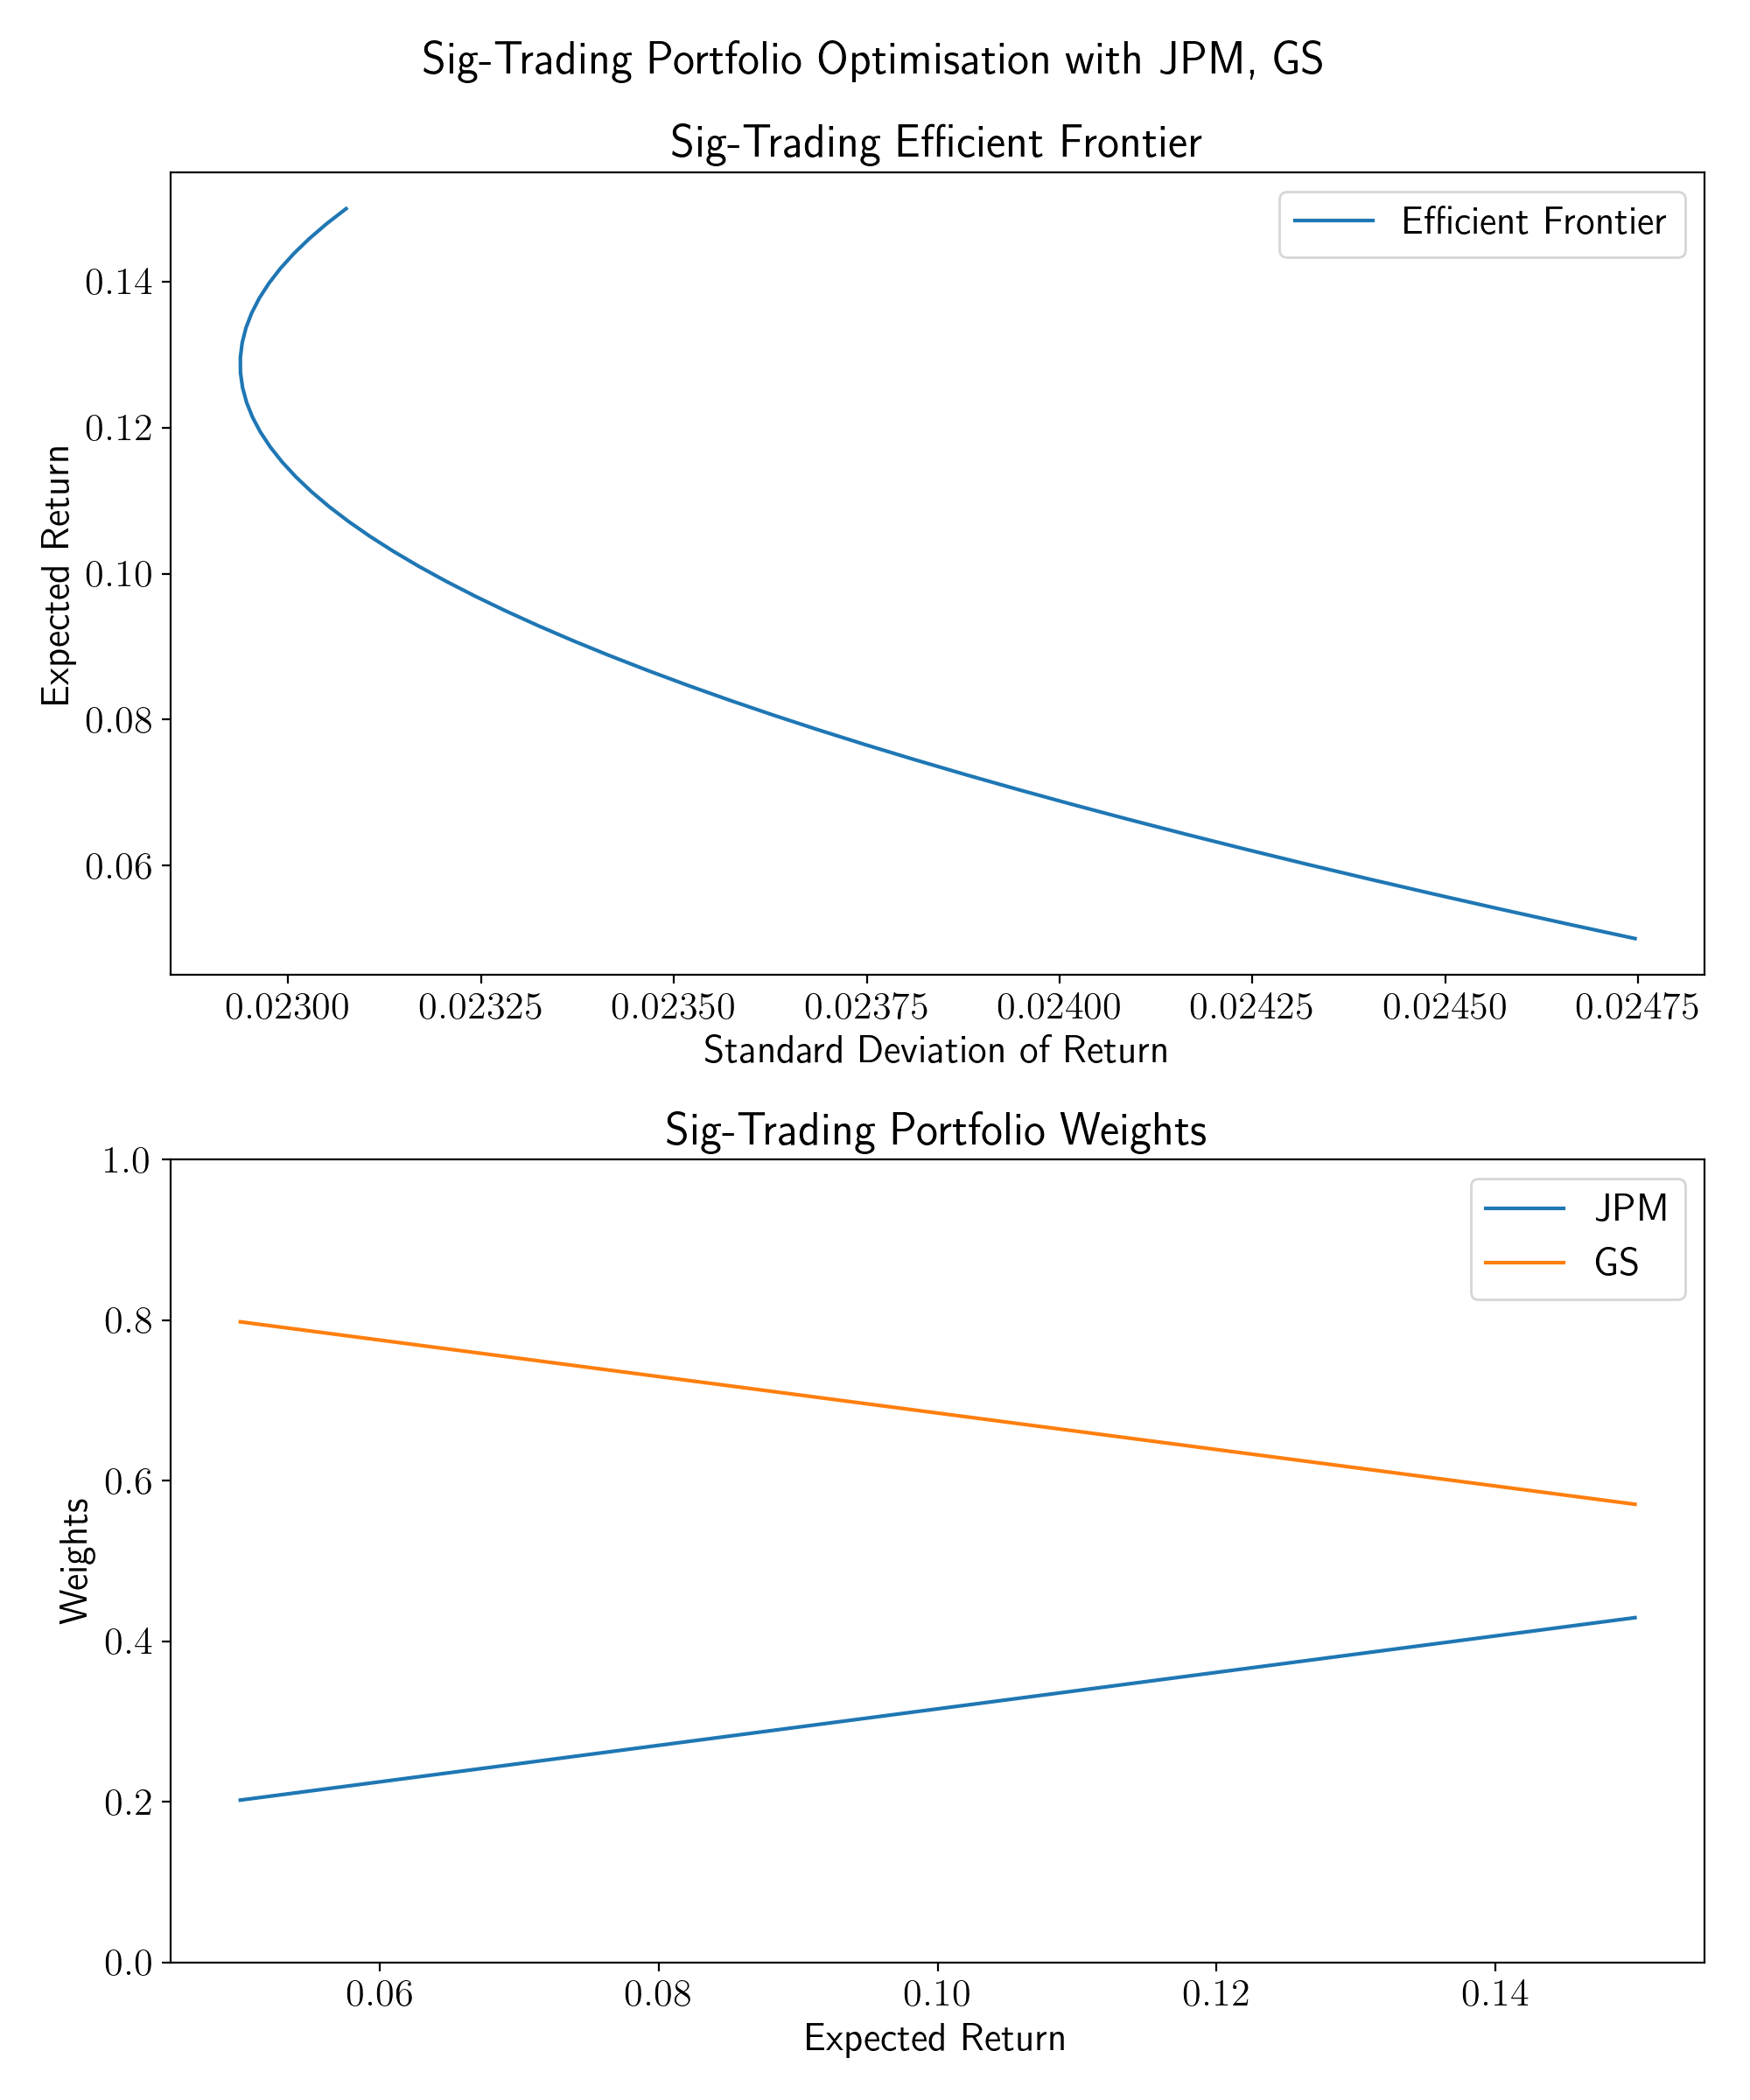 Sig-Trading Portfolio Optimisation with JPM, GS
Sig-Trading Efficient Frontier
Efficient Frontier
Expected Return
0.14
0.12
0.10
0.08
0.06
0.02300 0.02325 0.02350 0.02375 0.02400 0.02425 0.02450 0.02475
Standard Deviation of Return
Sig-Trading Portfolio Weights
JPM
GS
Weights
1.0
0.8
0.6
0.4
0.2
0.0
0.06 0.08 0.10 0.12 0.14
Expected Return